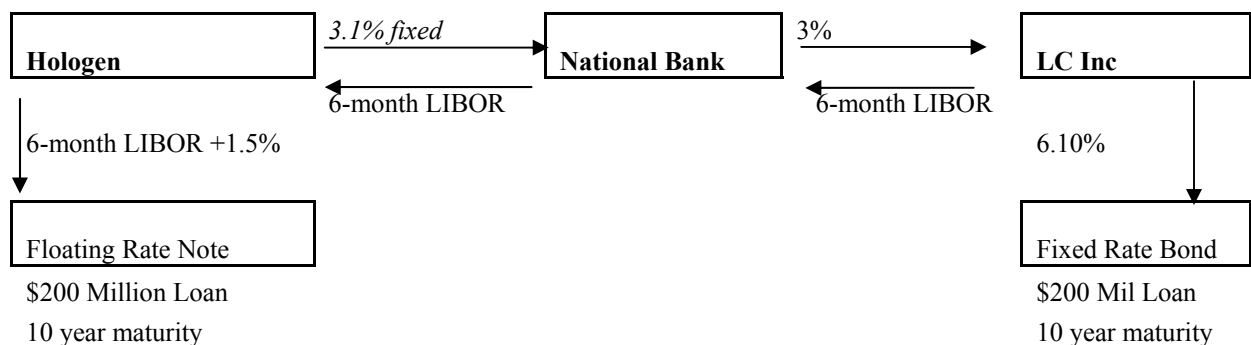 3.1% fixed
3%
Hologen
National Bank
LC Inc
6-month LIBOR
6-month LIBOR
6-month LIBOR +1.5%
6.10%
Floating Rate Note
Fixed Rate Bond
$200 Million Loan
$200 Mil Loan
10 year maturity
10 year maturity